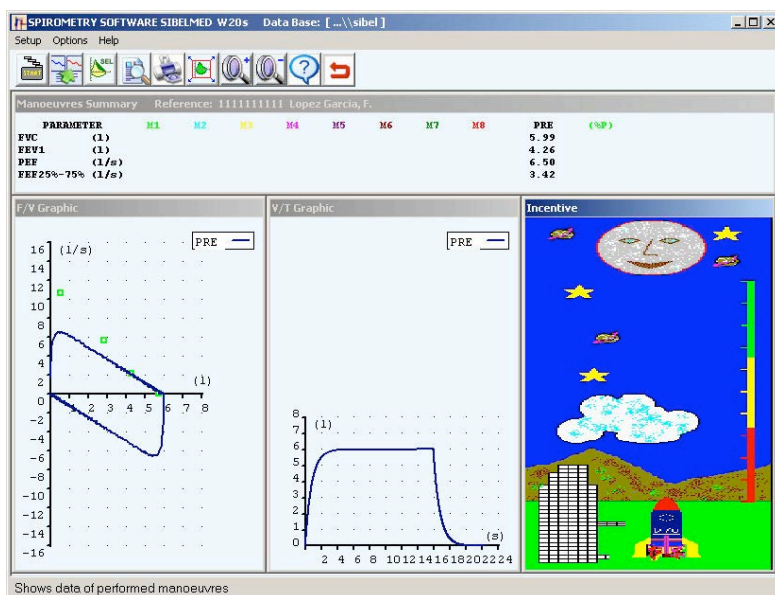 SPIROMETRY SOFTWARE SIBELMED W20s Data Base: [ ...\\sibel ]
Setup Options Help
START SEL
Manoeuvres Summary Reference: 1111111111 Lopez Garcia, F.
PARAMETER M1 M2 M3 M4 M5 M6 M7 M8 PRE (%P)
FVC (l) 5.99
FEV1 (l) 4.26
PEF (l/s) 6.50
FEF25%-75% (l/s) 3.42
F/V Graphic
16 (l/s) PRE
14
12
10
8
6
4
2 (l)
0 1 2 3 4 5 6 7 8
-2
-4
-6
-8
-10
-12
-14
-16
V/T Graphic
PRE
8
7 (l)
6
5
4
3
2
1
0 (s)
2 4 6 8 10 12 14 16 18 20 22 24
Incentive
Shows data of performed manoeuvres